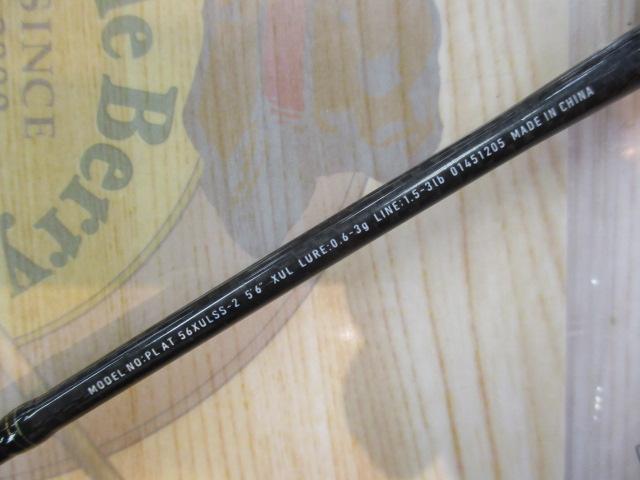 SINCE
le Berry
MODEL NO:PL AT 56XULSS-2 5'6" XUL LURE:0.6-3g LINE:1.5-3lb 01451205 MADE IN CHINA